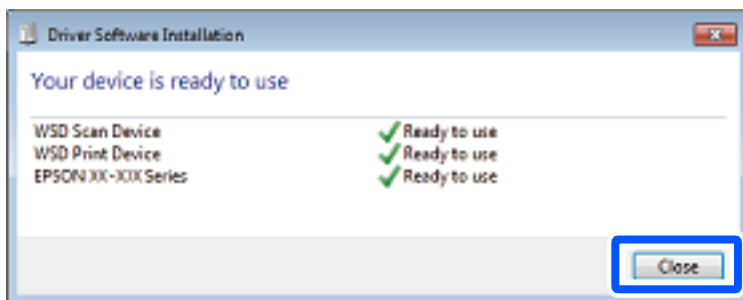 Driver Software Installation
Your device is ready to use
WSD Scan Device Ready to use
WSD Print Device Ready to use
EPSON XX-XXX Series Ready to use
Close